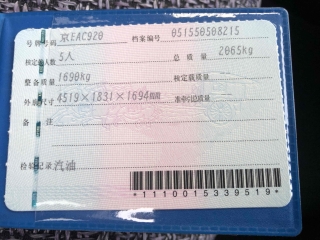 号牌号码 京EAC920 档案编号 051550508215
核定载人数 5人 总质量 2065kg
整备质量 1690kg 核定载质量
外廓尺寸 4519×1831×1694mm 准牵引总质量
备注
检验记录 汽油
*1110015339519*